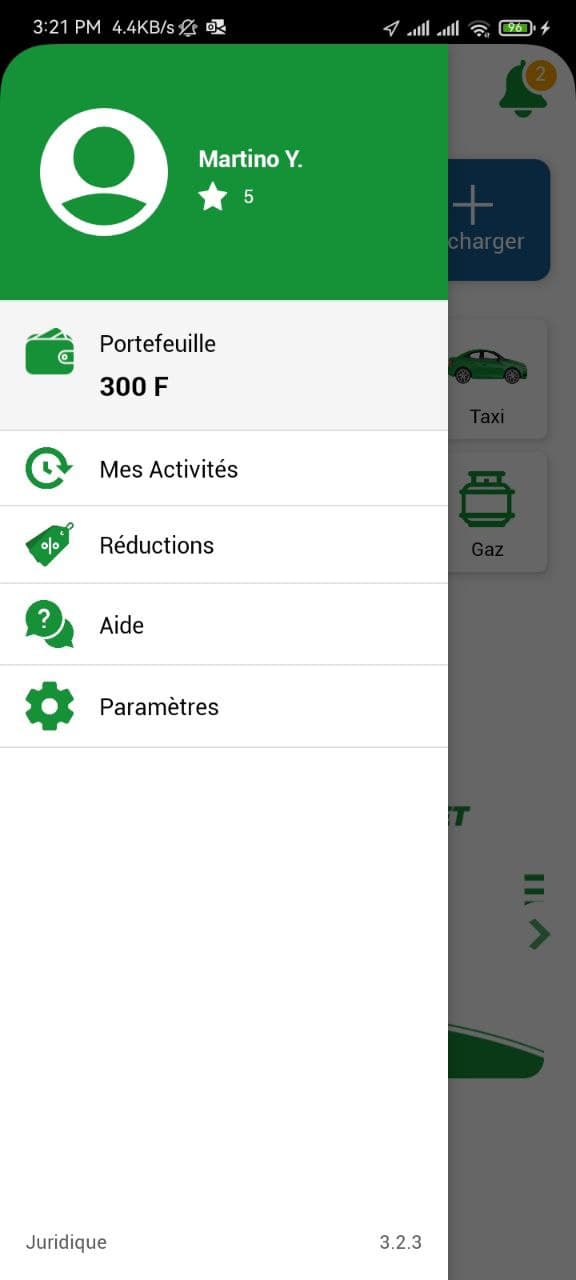 3:21 PM 4.4KB/s
96
2
Martino Y.
5
charger
Portefeuille
300 F
Taxi
Mes Activités
Réductions
Gaz
Aide
Paramètres
Juridique
3.2.3